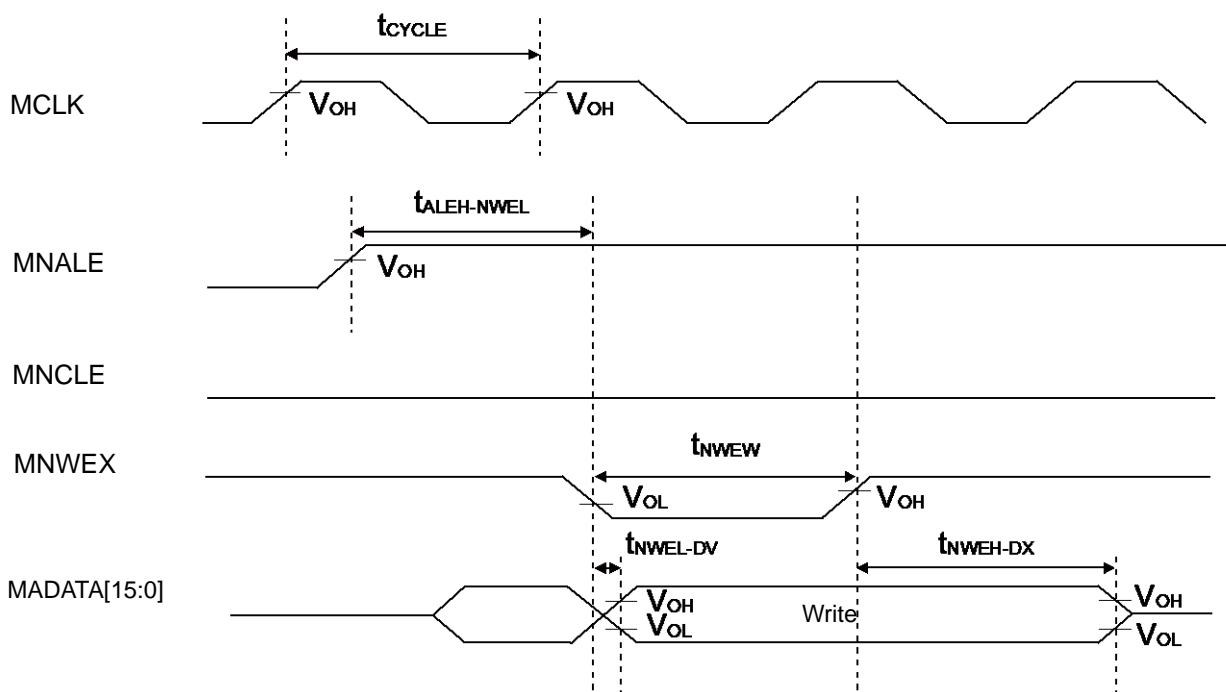 tCYCLE
MCLK
VOH
VOH
tALEH-NWEL
MNALE
VOH
MNCLE
MNWEX
tNWEW
VOL
VOH
tNWEL-DV
tNWEH-DX
MADATA[15:0]
VOH
VOL
Write
VOH
VOL